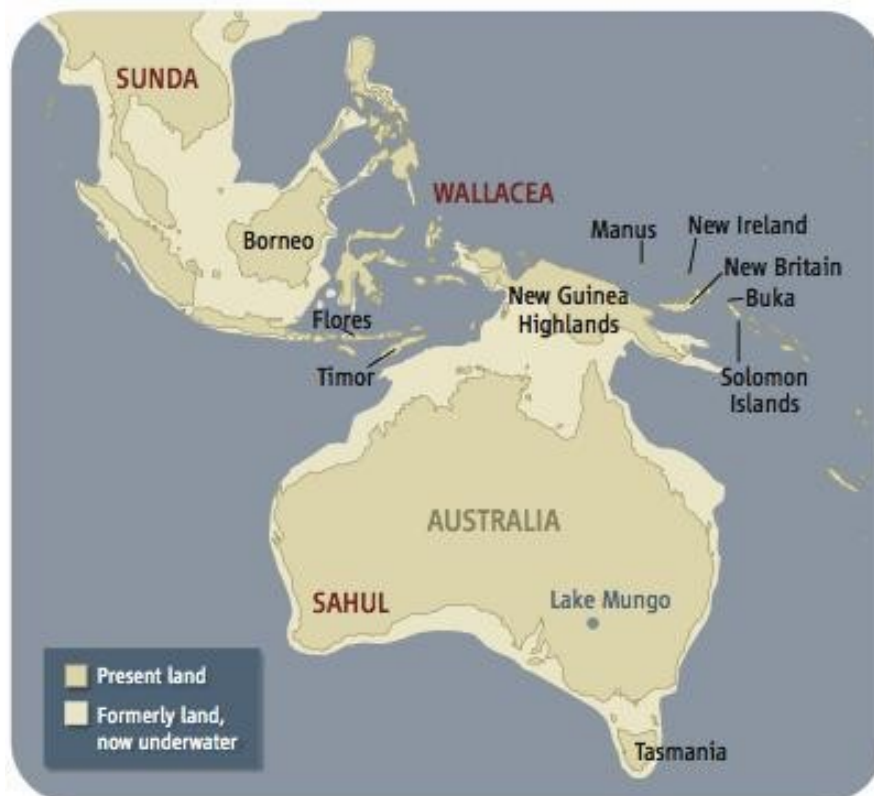 SUNDA
WALLACEA
Borneo
Manus
New Ireland
New Britain
Buka
New Guinea
Highlands
Flores
Timor
Solomon
Islands
AUSTRALIA
SAHUL
Lake Mungo
Present land
Formerly land,
now underwater
Tasmania